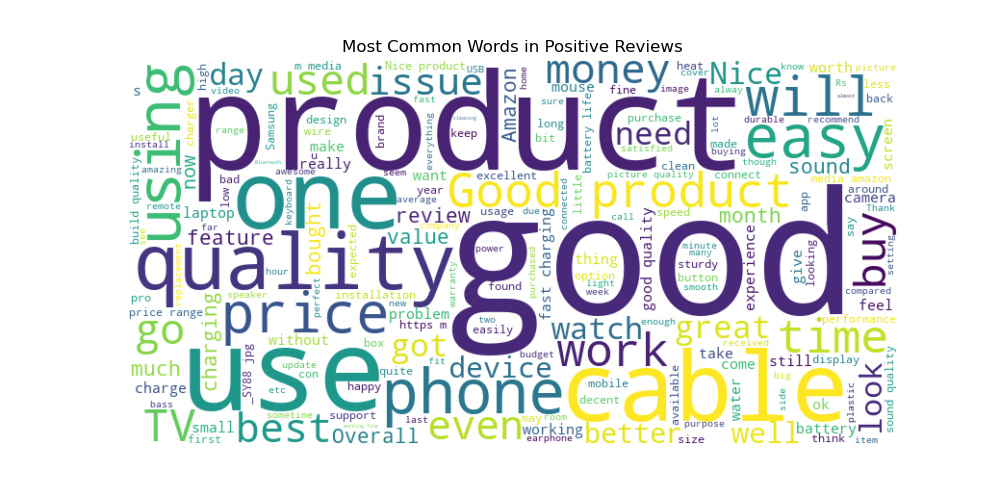 Most Common Words in Positive Reviews
product
good
use
cable
one
quality
phone
price
Good product
using
used
issue
money
Nice
will
easy
need
day
Amazon
work
watch
device
time
great
buy
look
go
got
TV
best
even
better
well
Overall
working
battery
bought
feature
review
value
charging
much
month
sound
mouse
battery life
fine
worth
picture
know
cover
heat
image
less
back
Rs
always
almost
recommend
durable
lot
home
sure
long
bit
purchase
satisfied
made
buying
though
clean
connect
screen
picture quality
media amazon
around
camera
Thank
excellent
little
connected
speed
call
usage
due
good quality
experience
app
say
setting
give
looking
compared
feel
thing
option
light
week
minute
many
sturdy
button
smooth
power
found
two
easily
fast charging
purchased
warranty
company
average
year
want
seem
really
keep
brand
everything
fast
cleaning
USB
Nice product
m media
high
video
s
charger
useful
install
amazing
now
range
Samsung
design
wire
make
u
bad
low
Bluetooth
awesome
keyboard
laptop
remote
far
build quality
see
replacement
hour
perfect
expected
pro
price range
speaker
installation
new
problem
https m
without
box
update
con
quite
fit
budget
charge
_SY88 jpg
etc
happy
small
first
bass
sometime
support
last
working fine
may
room
earphone
mobile
decent
enough
received
take
come
still
display
performance
available
water
big
side
ok
plastic
sound quality
size
purpose
think
item